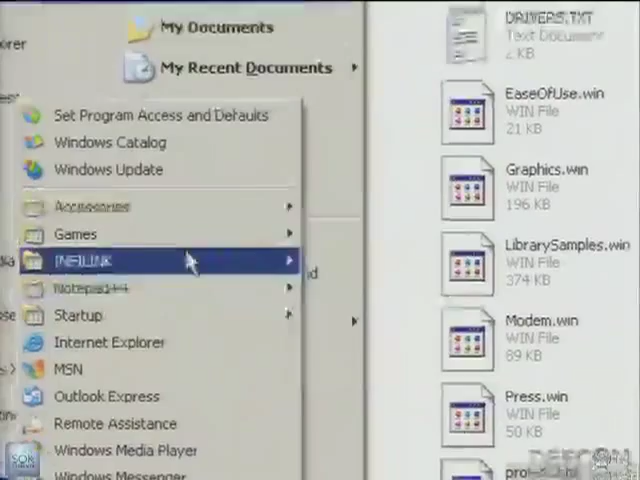 My Documents
My Recent Documents
Set Program Access and Defaults
Windows Catalog
Windows Update
Accessories
Games
Notepad++
Startup
Internet Explorer
MSN
Outlook Express
Remote Assistance
Windows Media Player
Windows Messenger
DRIVERS.TXT
Text Document
2 KB
EaseOfUse.win
WIN File
21 KB
Graphics.win
WIN File
196 KB
LibrarySamples.win
WIN File
374 KB
Modem.win
WIN File
89 KB
Press.win
WIN File
50 KB
DEFCON